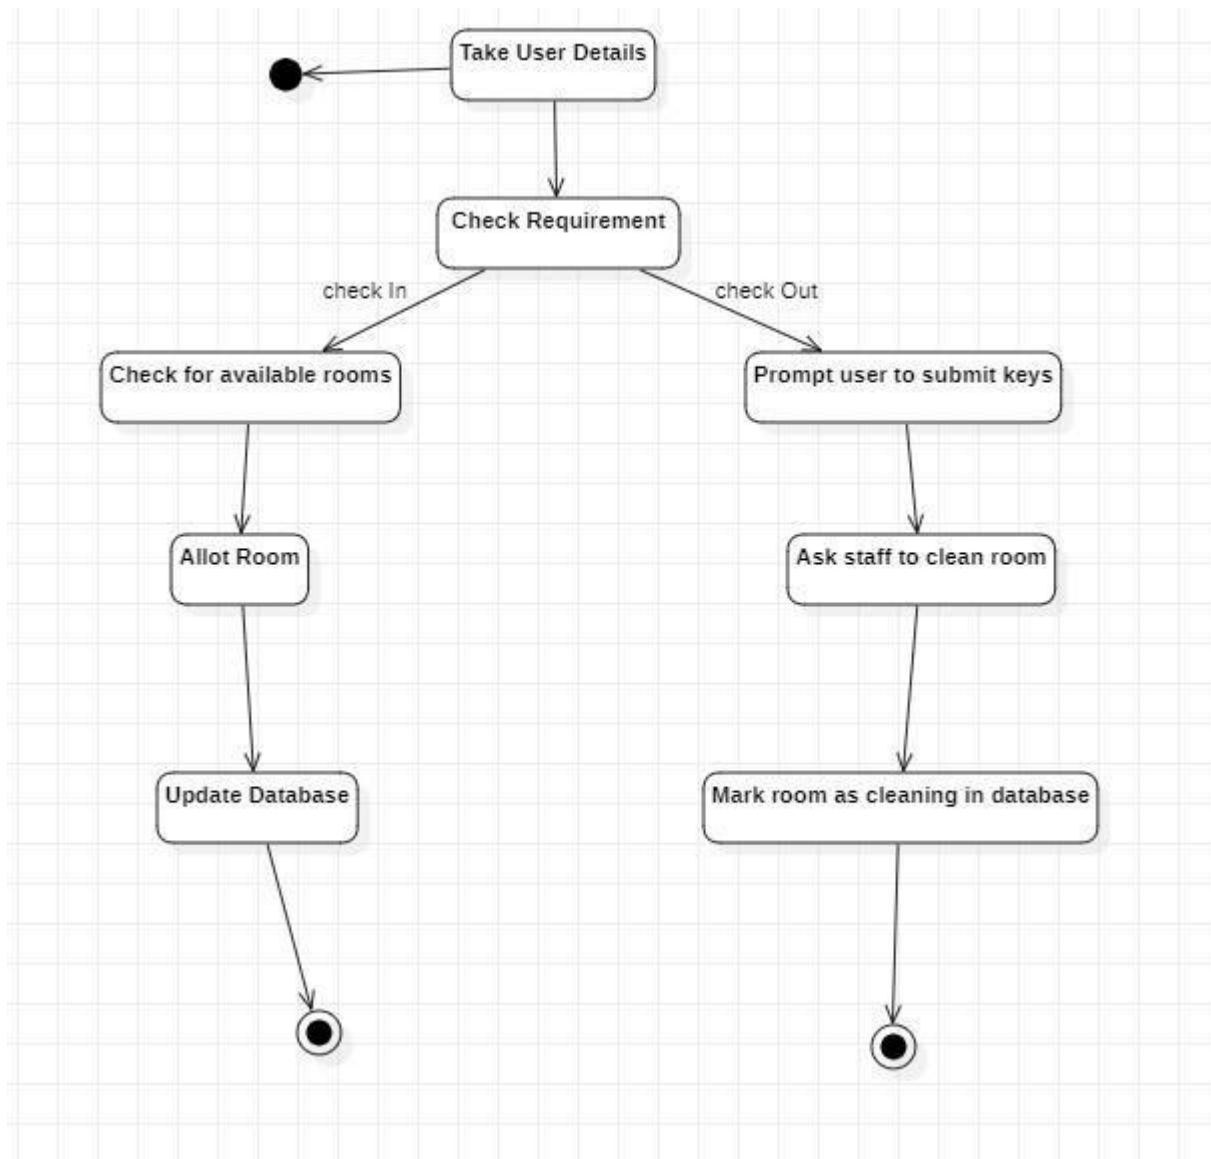 Take User Details
Check Requirement
check In
check Out
Check for available rooms
Prompt user to submit keys
Allot Room
Ask staff to clean room
Update Database
Mark room as cleaning in database